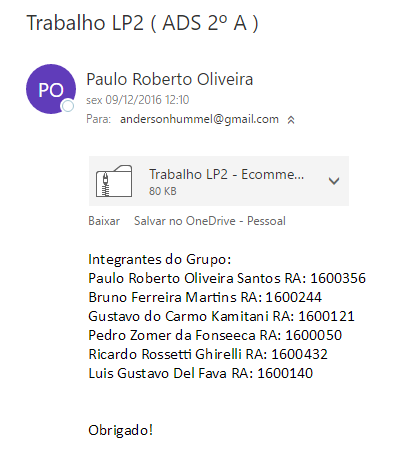 Trabalho LP2 ( ADS 2º A )
PO
Paulo Roberto Oliveira
sex 09/12/2016 12:10
Para: andersonhummel@gmail.com
Trabalho LP2 - Ecomme...
80 KB
Baixar Salvar no OneDrive - Pessoal
Integrantes do Grupo:
Paulo Roberto Oliveira Santos RA: 1600356
Bruno Ferreira Martins RA: 1600244
Gustavo do Carmo Kamitani RA: 1600121
Pedro Zomer da Fonseeca RA: 1600050
Ricardo Rossetti Ghirelli RA: 1600432
Luis Gustavo Del Fava RA: 1600140
Obrigado!